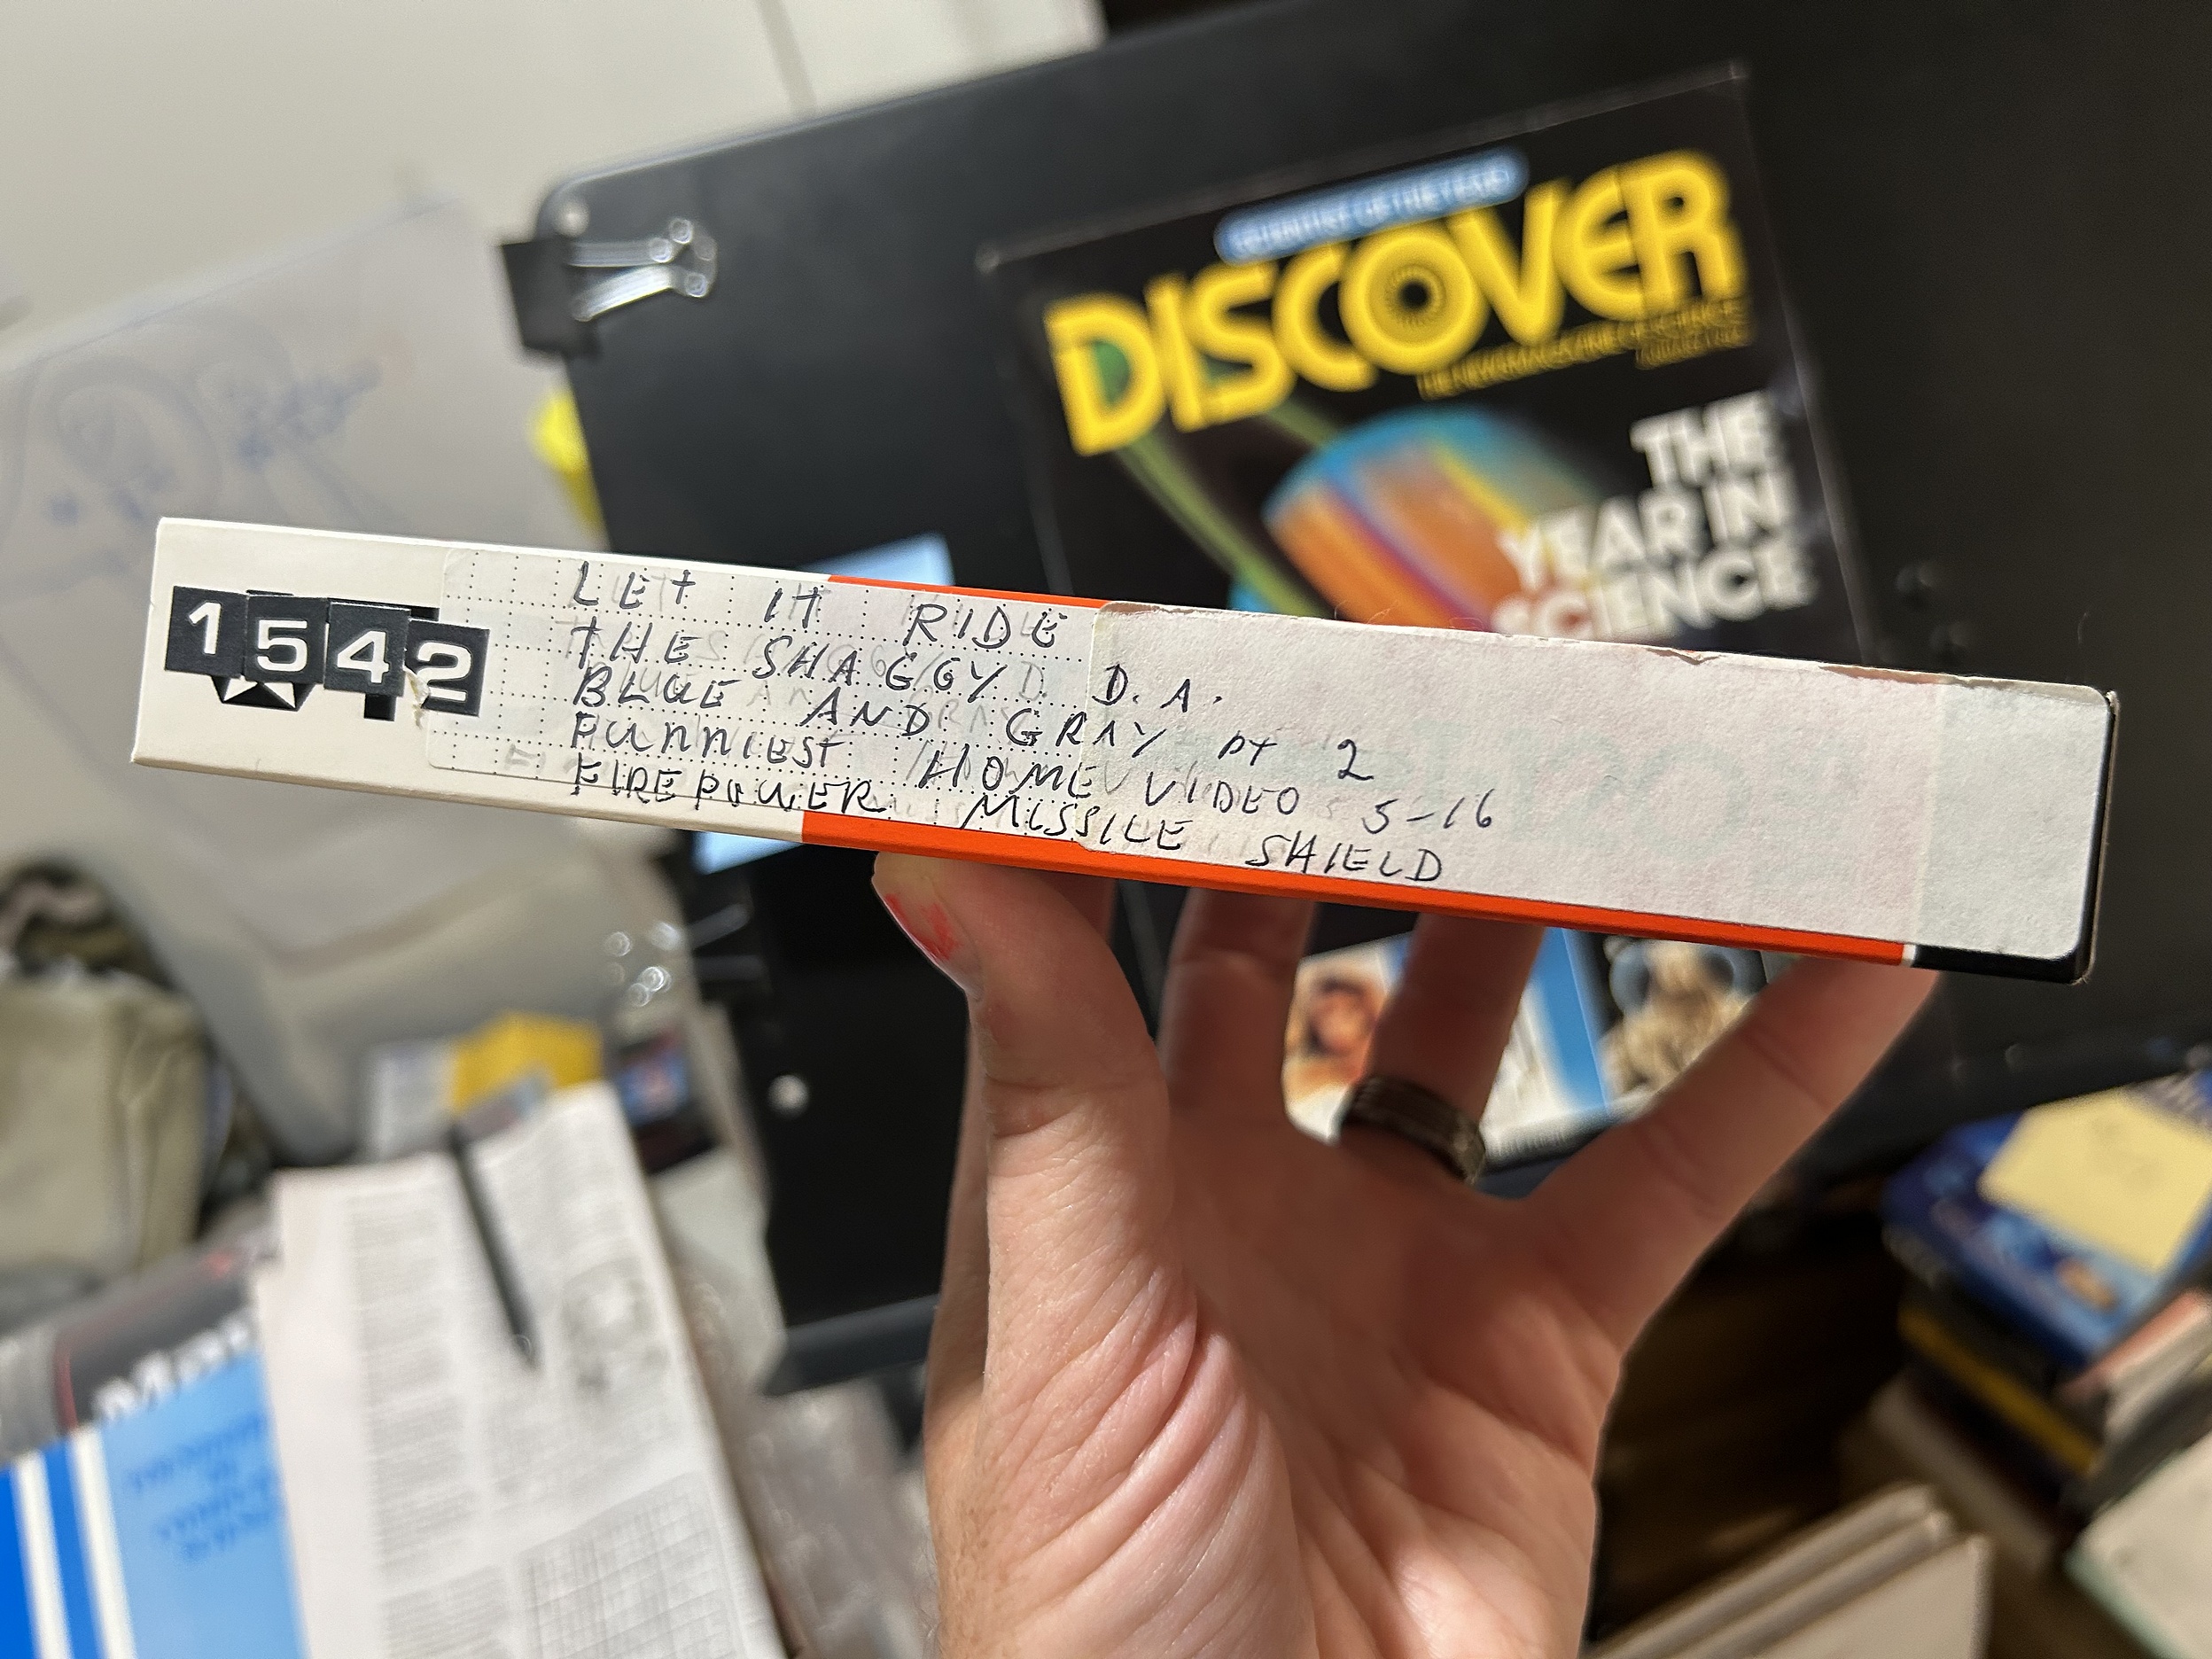 DISCOVER
THE
YEAR IN
SCIENCE
1542
LET IT RIDE
THE SHAGGY D.A.
BLUE AND GRAY pt 2
FUNNIEST HOME VIDEO 5-16
FIREPOWER MISSILE SHIELD